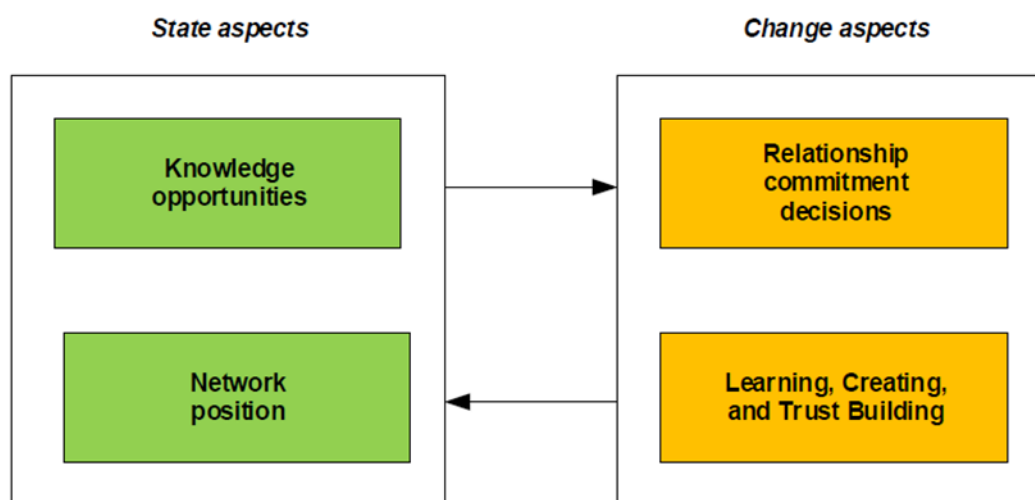 State aspects
Change aspects
Knowledge
opportunities
Relationship
commitment
decisions
Network
position
Learning, Creating,
and Trust Building